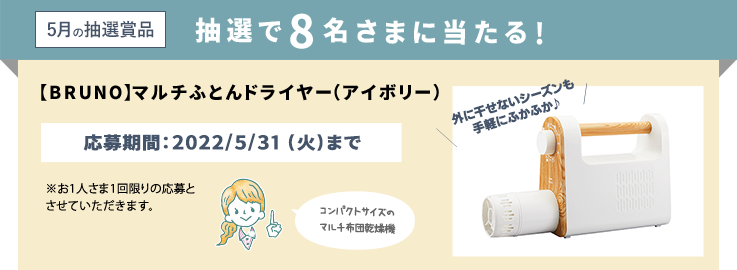 5月の抽選賞品
抽選で8名さまに当たる!
【BRUNO】マルチふとんドライヤー(アイボリー)
応募期間:2022/5/31 (火)まで
※お1人さま1回限りの応募と
させていただきます。
コンパクトサイズの
マルチ布団乾燥機
外に干せないシーズンも
手軽にふかふか♪